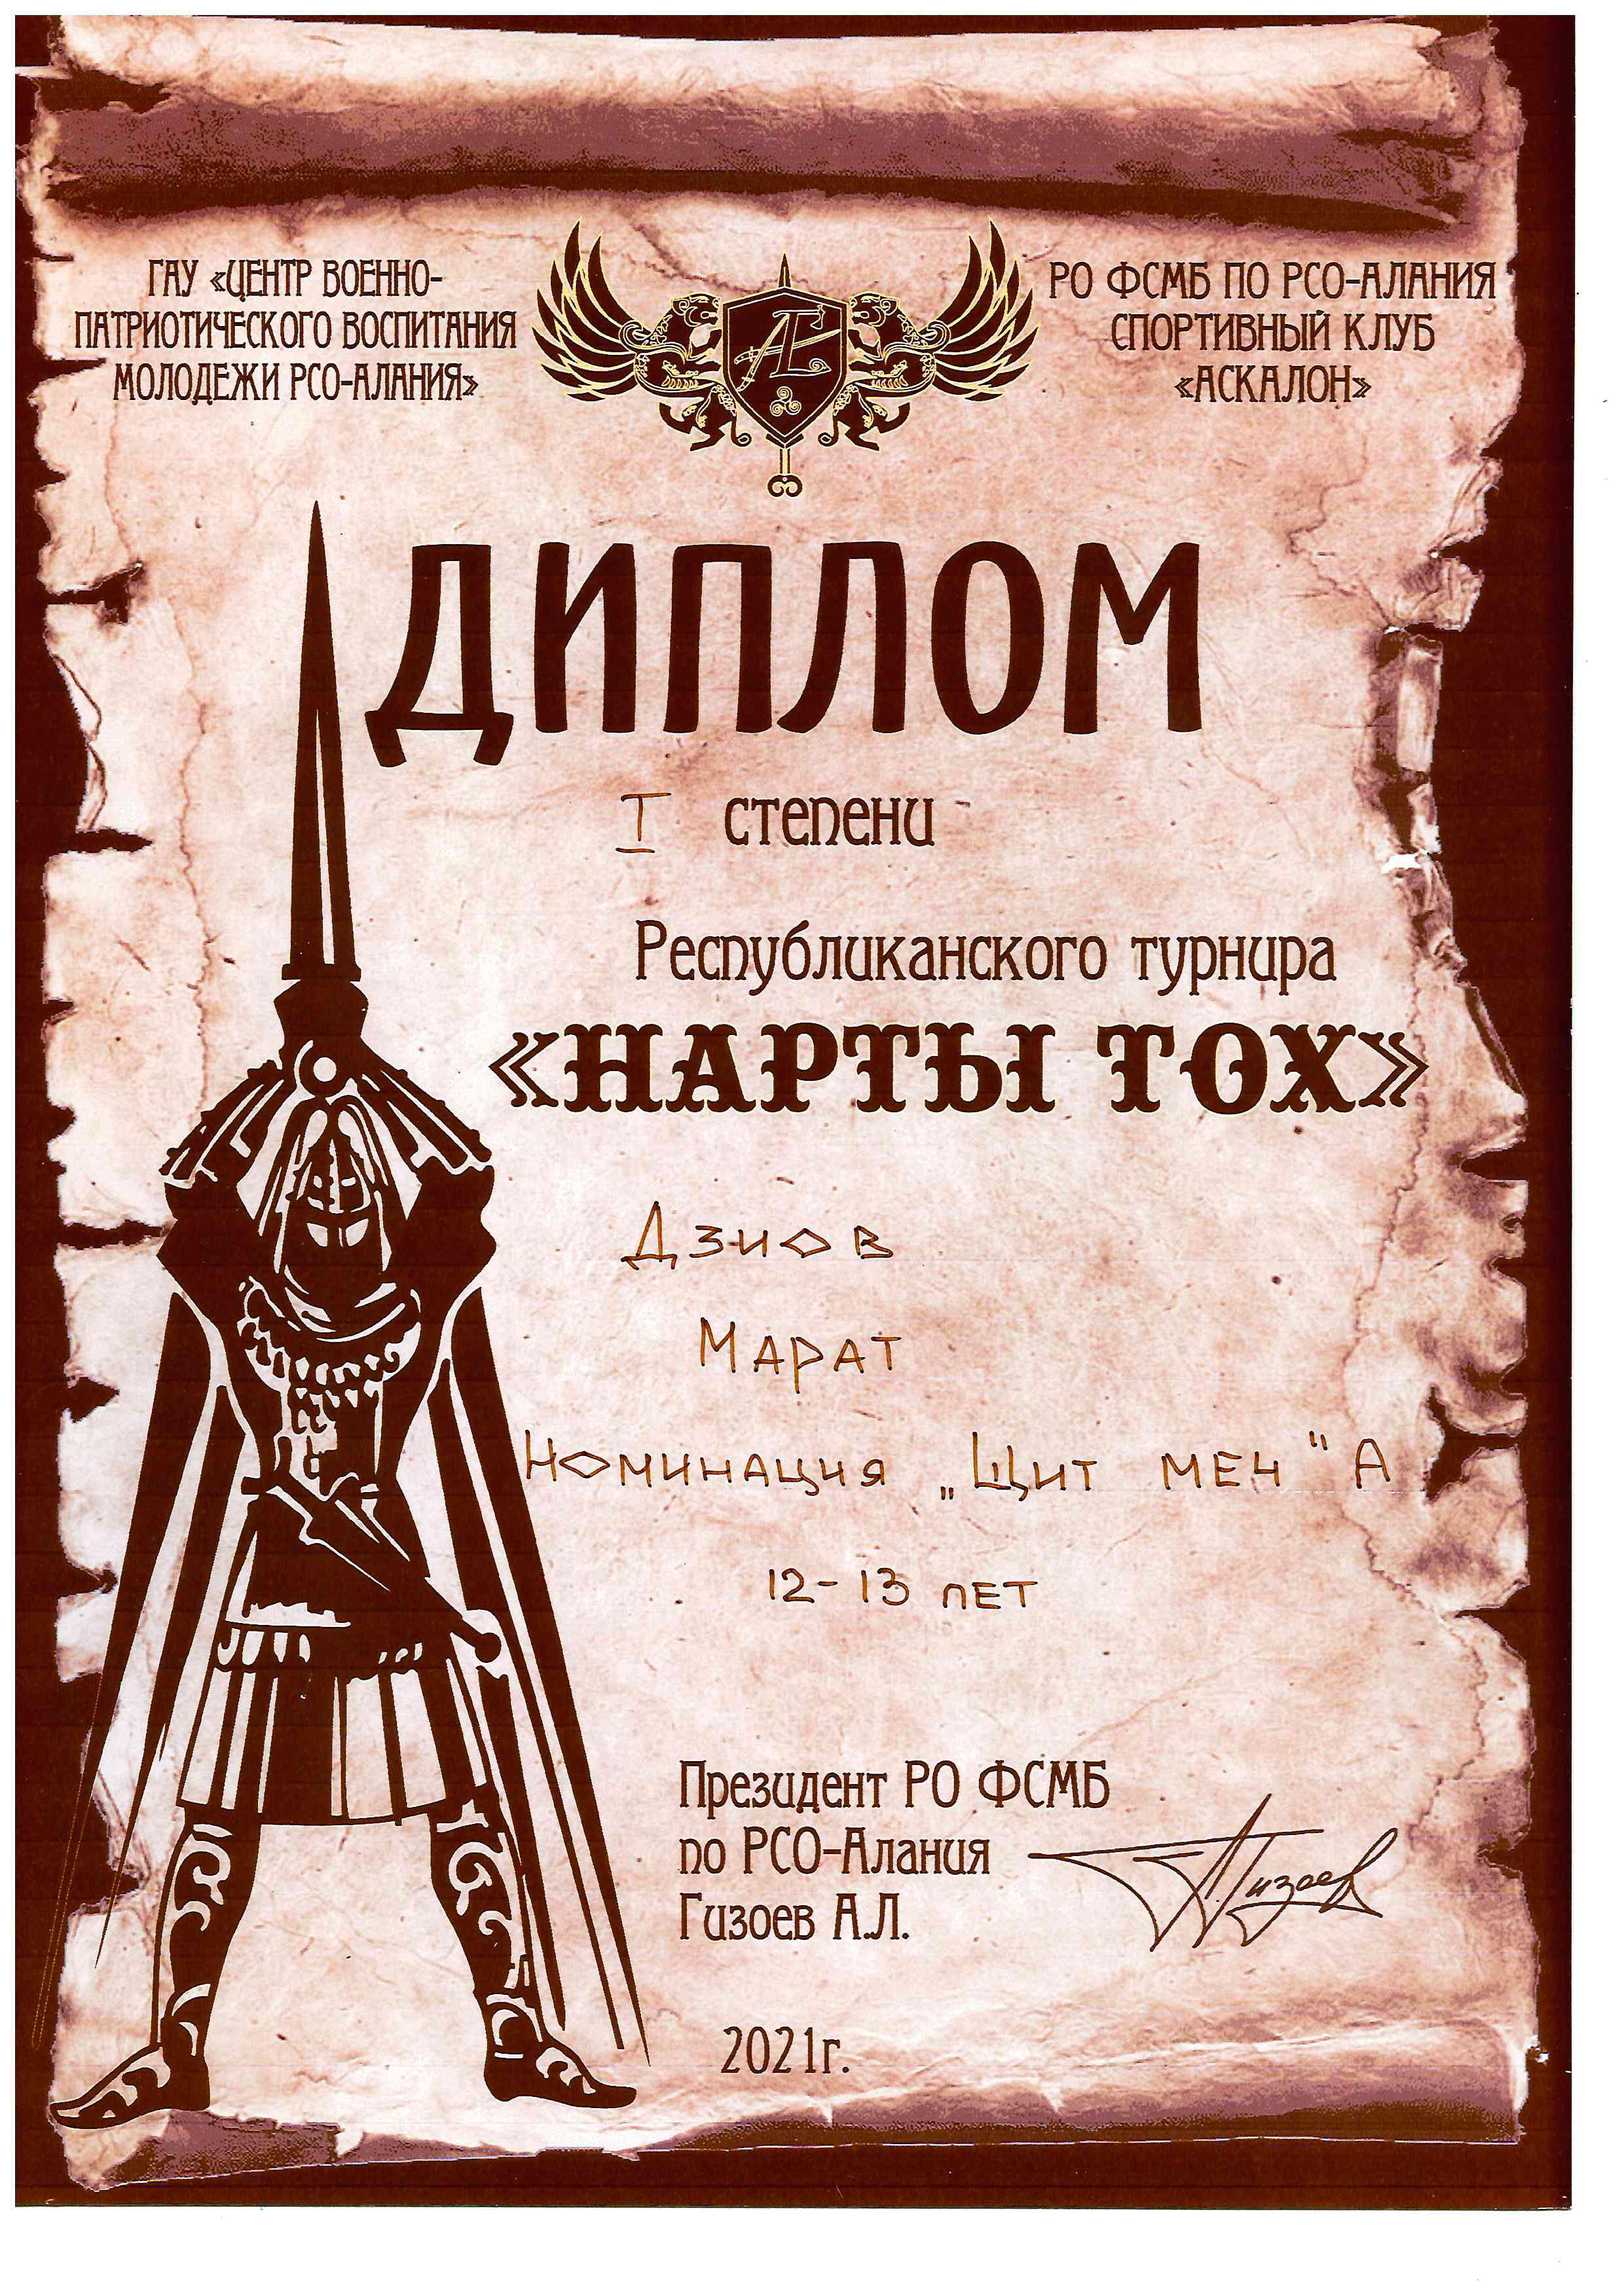 ГАУ «ЦЕНТР ВОЕННО-
ПАТРИОТИЧЕСКОГО ВОСПИТАНИЯ
МОЛОДЕЖИ РСО-АЛАНИЯ»
РО ФСМБ ПО РСО-АЛАНИЯ
СПОРТИВНЫЙ КЛУБ
«АСКАЛОН»
ДИПЛОМ
I степени
Республиканского турнира
«НАРТЫ ТОХ»
Дзиов
Марат
Номинация „Щит меч" А
12-13 лет
Президент РО ФСМБ
по РСО-Алания
Гизоев А.Л.
2021г.